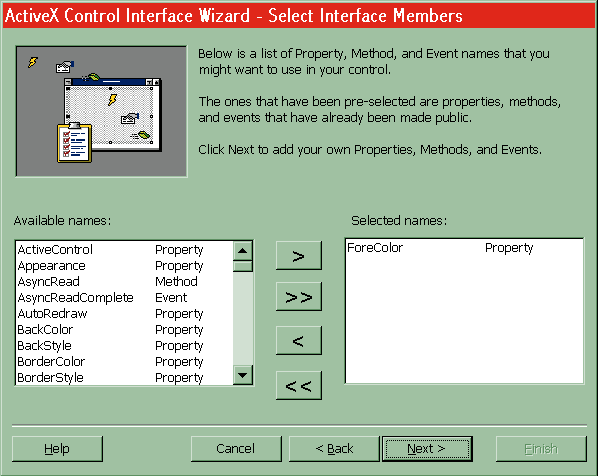 ActiveX Control Interface Wizard - Select Interface Members
Below is a list of Property, Method, and Event names that you
might want to use in your control.
The ones that have been pre-selected are properties, methods,
and events that have already been made public.
Click Next to add your own Properties, Methods, and Events.
Available names:
ActiveControl Property
Appearance Property
AsyncRead Method
AsyncReadComplete Event
AutoRedraw Property
BackColor Property
BackStyle Property
BorderColor Property
BorderStyle Property
>
>>
<
<<
Selected names:
ForeColor Property
Help
Cancel
< Back
Next >
Finish